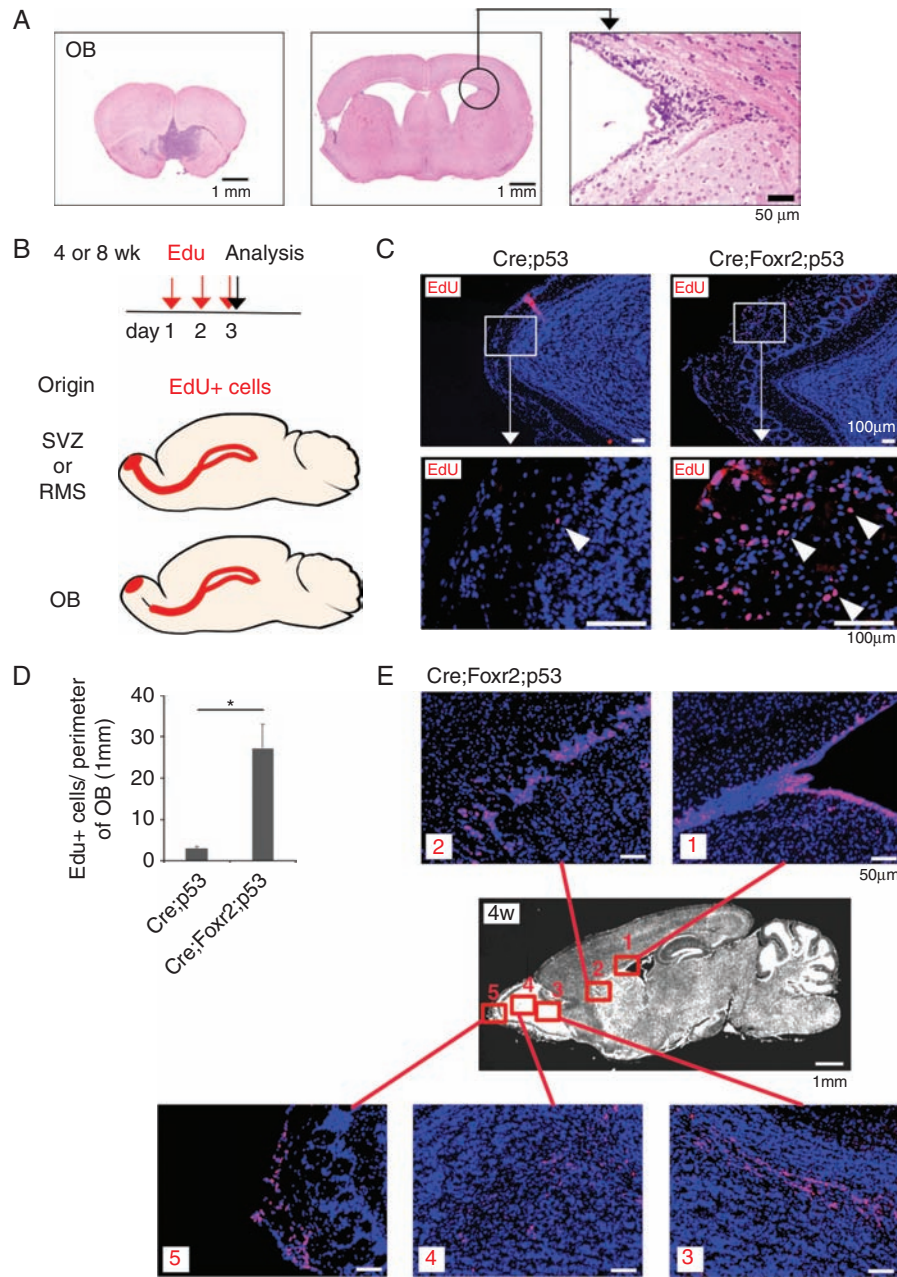 A
OB
1 mm
1 mm
50 μm
B
4 or 8 wk Edu Analysis
day 1 2 3
Origin EdU+ cells
SVZ
or
RMS
OB
C
Cre;p53 Cre;Foxr2;p53
EdU EdU
100μm
EdU EdU
100μm
D
Edu+ cells/ perimeter
of OB (1mm)
40
30
20
10
0
*
Cre;p53
Cre;Foxr2;p53
E
Cre;Foxr2;p53
2
1
50μm
4w
1
2
3
4
5
1mm
5
4
3